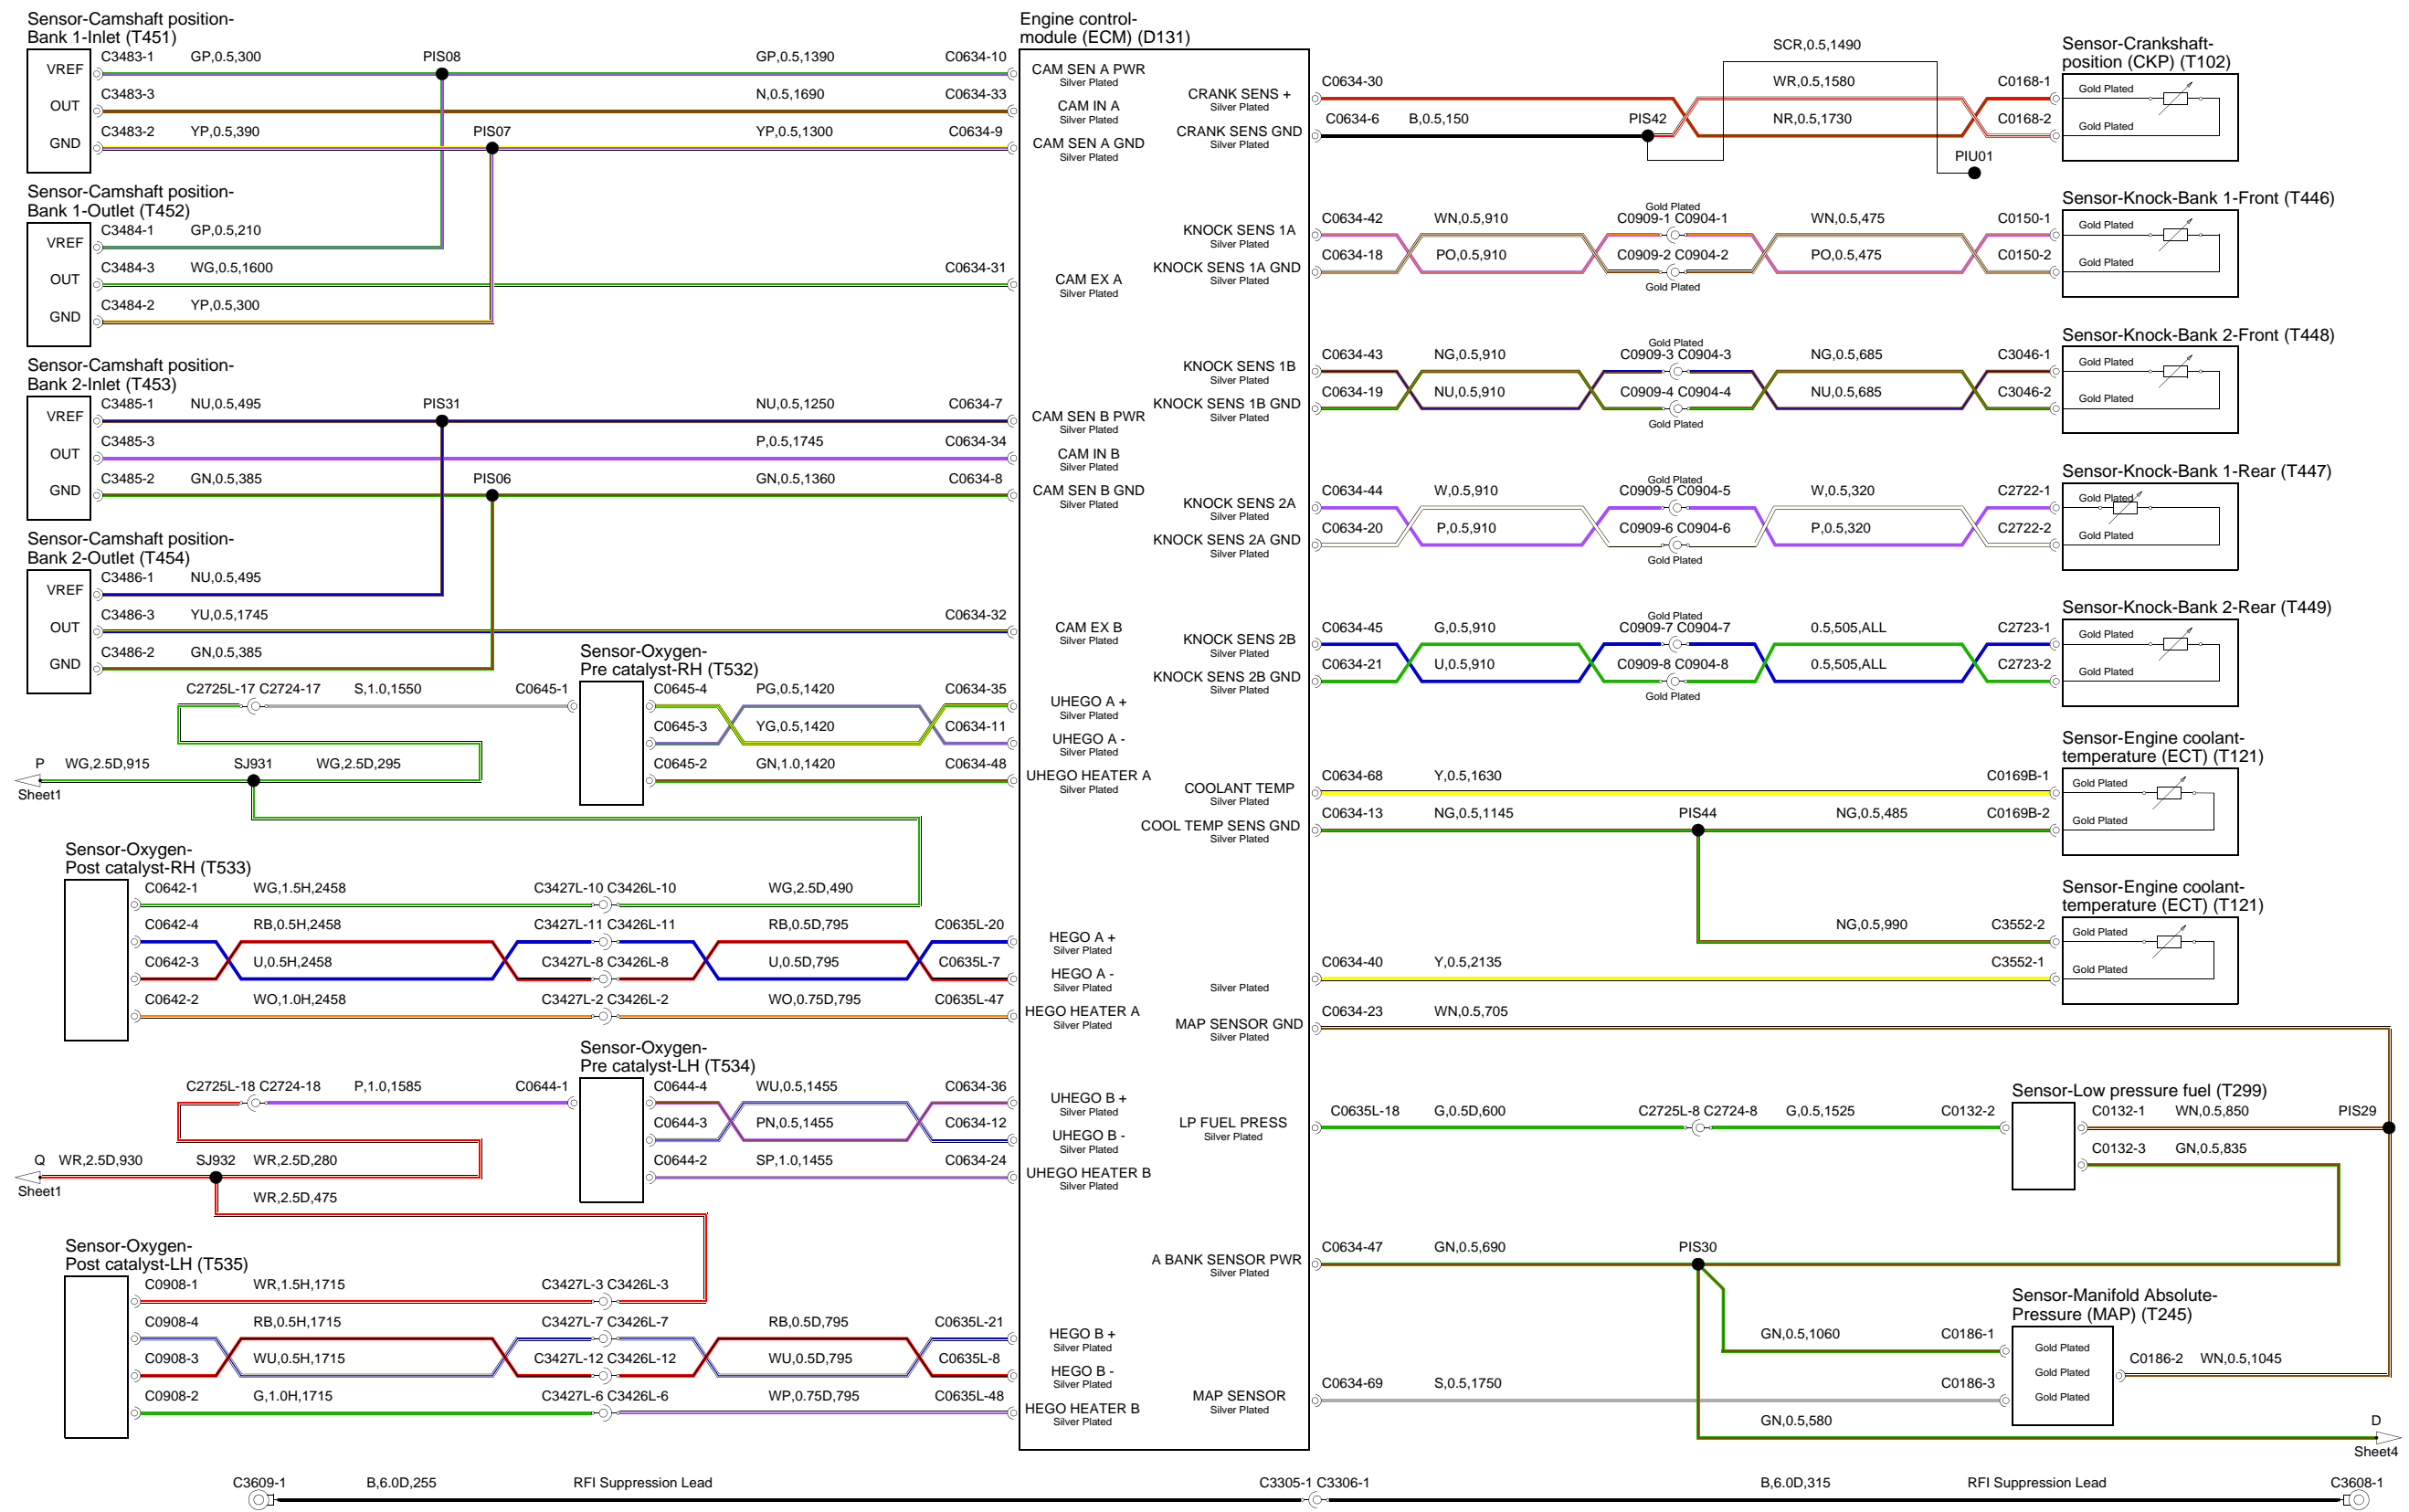 Sensor-Camshaft position-
Bank 1-Inlet (T451)
VREF
OUT
GND
C3483-1 GP,0.5,300 PIS08 GP,0.5,1390 C0634-10
C3483-3 N,0.5,1690 C0634-33
C3483-2 YP,0.5,390 PIS07 YP,0.5,1300 C0634-9
Sensor-Camshaft position-
Bank 1-Outlet (T452)
VREF
OUT
GND
C3484-1 GP,0.5,210
C3484-3 WG,0.5,1600 C0634-31
C3484-2 YP,0.5,300
Sensor-Camshaft position-
Bank 2-Inlet (T453)
VREF
OUT
GND
C3485-1 NU,0.5,495 PIS31 NU,0.5,1250 C0634-7
C3485-3 P,0.5,1745 C0634-34
C3485-2 GN,0.5,385 PIS06 GN,0.5,1360 C0634-8
Sensor-Camshaft position-
Bank 2-Outlet (T454)
VREF
OUT
GND
C3486-1 NU,0.5,495
C3486-3 YU,0.5,1745 C0634-32
C3486-2 GN,0.5,385
Sensor-Oxygen-
Pre catalyst-RH (T532)
C2725L-17 C2724-17 S,1.0,1550 C0645-1
C0645-4 PG,0.5,1420 C0634-35
C0645-3 YG,0.5,1420 C0634-11
C0645-2 GN,1.0,1420 C0634-48
P WG,2.5D,915 SJ931 WG,2.5D,295
Sheet1
Sensor-Oxygen-
Post catalyst-RH (T533)
C0642-1 WG,1.5H,2458 C3427L-10 C3426L-10 WG,2.5D,490
C0642-4 RB,0.5H,2458 C3427L-11 C3426L-11 RB,0.5D,795 C0635L-20
C0642-3 U,0.5H,2458 C3427L-8 C3426L-8 U,0.5D,795 C0635L-7
C0642-2 WO,1.0H,2458 C3427L-2 C3426L-2 WO,0.75D,795 C0635L-47
Sensor-Oxygen-
Pre catalyst-LH (T534)
C2725L-18 C2724-18 P,1.0,1585 C0644-1
C0644-4 WU,0.5,1455 C0634-36
C0644-3 PN,0.5,1455 C0634-12
C0644-2 SP,1.0,1455 C0634-24
Q WR,2.5D,930 SJ932 WR,2.5D,280
Sheet1
WR,2.5D,475
Sensor-Oxygen-
Post catalyst-LH (T535)
C0908-1 WR,1.5H,1715 C3427L-3 C3426L-3
C0908-4 RB,0.5H,1715 C3427L-7 C3426L-7 RB,0.5D,795 C0635L-21
C0908-3 WU,0.5H,1715 C3427L-12 C3426L-12 WU,0.5D,795 C0635L-8
C0908-2 G,1.0H,1715 C3427L-6 C3426L-6 WP,0.75D,795 C0635L-48
Engine control-
module (ECM) (D131)
CAM SEN A PWR
Silver Plated
CAM IN A
Silver Plated
CAM SEN A GND
Silver Plated
CAM EX A
Silver Plated
CAM SEN B PWR
Silver Plated
CAM IN B
Silver Plated
CAM SEN B GND
Silver Plated
CAM EX B
Silver Plated
UHEGO A +
Silver Plated
UHEGO A -
Silver Plated
UHEGO HEATER A
Silver Plated
HEGO A +
Silver Plated
HEGO A -
Silver Plated
HEGO HEATER A
Silver Plated
UHEGO B +
Silver Plated
UHEGO B -
Silver Plated
UHEGO HEATER B
Silver Plated
HEGO B +
Silver Plated
HEGO B -
Silver Plated
HEGO HEATER B
Silver Plated
CRANK SENS +
Silver Plated
CRANK SENS GND
Silver Plated
KNOCK SENS 1A
Silver Plated
KNOCK SENS 1A GND
Silver Plated
KNOCK SENS 1B
Silver Plated
KNOCK SENS 1B GND
Silver Plated
KNOCK SENS 2A
Silver Plated
KNOCK SENS 2A GND
Silver Plated
KNOCK SENS 2B
Silver Plated
KNOCK SENS 2B GND
Silver Plated
COOLANT TEMP
Silver Plated
COOL TEMP SENS GND
Silver Plated
Silver Plated
MAP SENSOR GND
Silver Plated
LP FUEL PRESS
Silver Plated
A BANK SENSOR PWR
Silver Plated
MAP SENSOR
Silver Plated
SCR,0.5,1490
C0634-30 WR,0.5,1580 C0168-1
C0634-6 B,0.5,150 PIS42 NR,0.5,1730 C0168-2
PIU01
Sensor-Crankshaft-
position (CKP) (T102)
Gold Plated
Gold Plated
Sensor-Knock-Bank 1-Front (T446)
Gold Plated
C0634-42 WN,0.5,910 C0909-1 C0904-1 WN,0.5,475 C0150-1
Gold Plated
C0634-18 PO,0.5,910 C0909-2 C0904-2 PO,0.5,475 C0150-2
Gold Plated
Gold Plated
Sensor-Knock-Bank 2-Front (T448)
Gold Plated
C0634-43 NG,0.5,910 C0909-3 C0904-3 NG,0.5,685 C3046-1
Gold Plated
C0634-19 NU,0.5,910 C0909-4 C0904-4 NU,0.5,685 C3046-2
Gold Plated
Gold Plated
Sensor-Knock-Bank 1-Rear (T447)
Gold Plated
C0634-44 W,0.5,910 C0909-5 C0904-5 W,0.5,320 C2722-1
Gold Plated
C0634-20 P,0.5,910 C0909-6 C0904-6 P,0.5,320 C2722-2
Gold Plated
Gold Plated
Sensor-Knock-Bank 2-Rear (T449)
Gold Plated
C0634-45 G,0.5,910 C0909-7 C0904-7 0.5,505,ALL C2723-1
Gold Plated
C0634-21 U,0.5,910 C0909-8 C0904-8 0.5,505,ALL C2723-2
Gold Plated
Gold Plated
Sensor-Engine coolant-
temperature (ECT) (T121)
C0634-68 Y,0.5,1630 C0169B-1
Gold Plated
C0634-13 NG,0.5,1145 PIS44 NG,0.5,485 C0169B-2
Gold Plated
Sensor-Engine coolant-
temperature (ECT) (T121)
NG,0.5,990 C3552-2
Gold Plated
C0634-40 Y,0.5,2135 C3552-1
Gold Plated
C0634-23 WN,0.5,705
Sensor-Low pressure fuel (T299)
C0635L-18 G,0.5D,600 C2725L-8 C2724-8 G,0.5,1525 C0132-2
C0132-1 WN,0.5,850 PIS29
C0132-3 GN,0.5,835
C0634-47 GN,0.5,690 PIS30
Sensor-Manifold Absolute-
Pressure (MAP) (T245)
GN,0.5,1060 C0186-1
Gold Plated
Gold Plated
Gold Plated
C0186-2 WN,0.5,1045
C0634-69 S,0.5,1750 C0186-3
GN,0.5,580
D
Sheet4
C3609-1 B,6.0D,255 RFI Suppression Lead C3305-1 C3306-1 B,6.0D,315 RFI Suppression Lead C3608-1